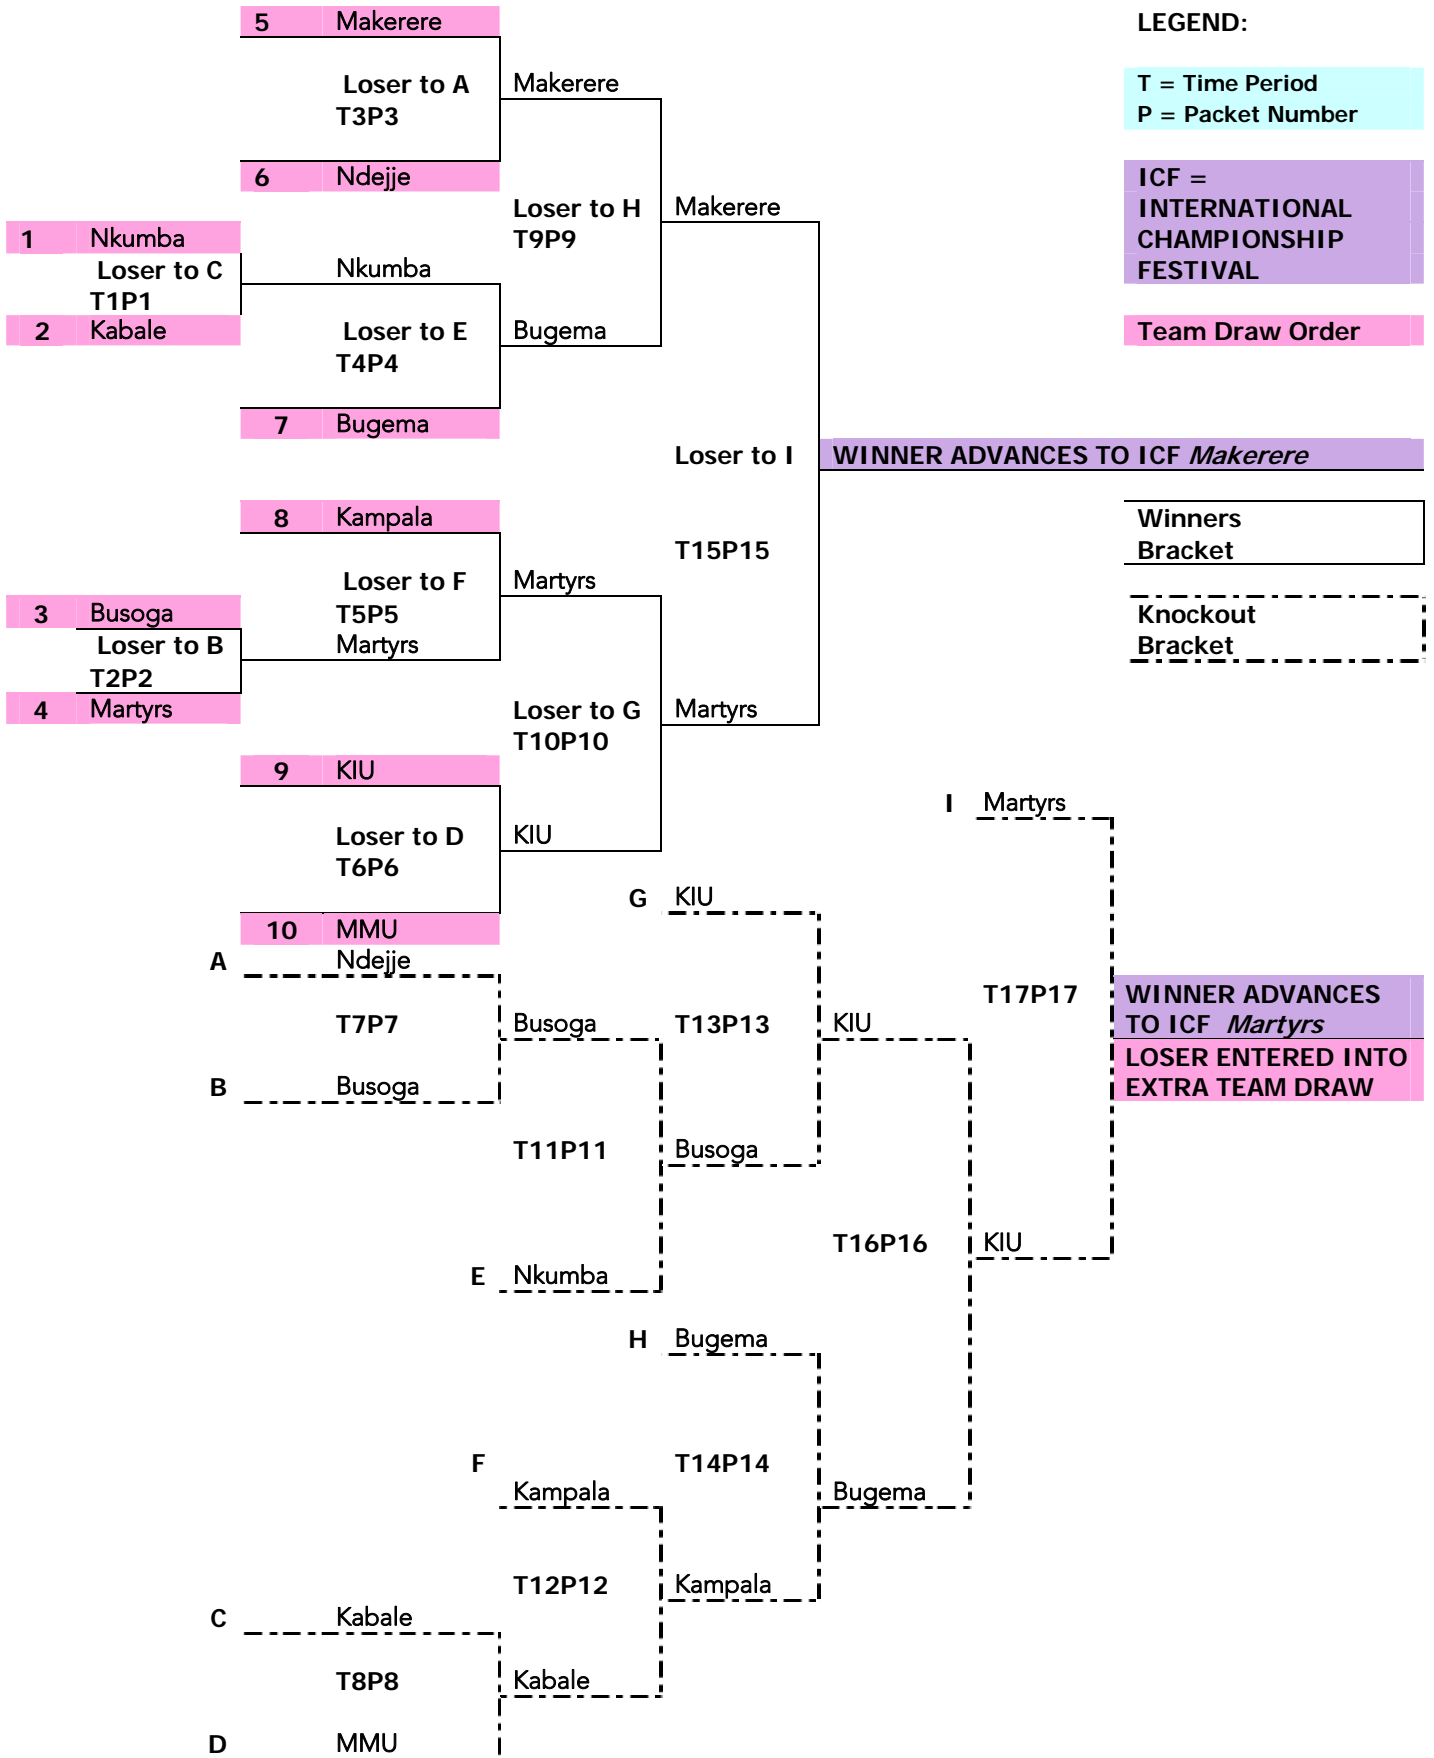 5 Makerere
LEGEND:
Loser to A
T3P3
Makerere
T = Time Period
P = Packet Number
6 Ndejje
ICF =
INTERNATIONAL
CHAMPIONSHIP
FESTIVAL
Loser to H
T9P9
Makerere
1 Nkumba
Loser to C
T1P1
Nkumba
2 Kabale
Loser to E
T4P4
Bugema
Team Draw Order
7 Bugema
Loser to I
WINNER ADVANCES TO ICF Makerere
8 Kampala
Winners
Bracket
T15P15
Loser to F
T5P5
Martyrs
Martyrs
3 Busoga
Loser to B
T2P2
Knockout
Bracket
4 Martyrs
Loser to G
T10P10
Martyrs
9 KIU
I Martyrs
Loser to D
T6P6
KIU
G KIU
10 MMU
A Ndejje
T7P7
Busoga
T13P13
KIU
T17P17
WINNER ADVANCES
TO ICF Martyrs
LOSER ENTERED INTO
EXTRA TEAM DRAW
B Busoga
T11P11
Busoga
T16P16
KIU
E Nkumba
H Bugema
F
Kampala
T14P14
Bugema
T12P12
Kampala
C Kabale
T8P8
Kabale
D MMU